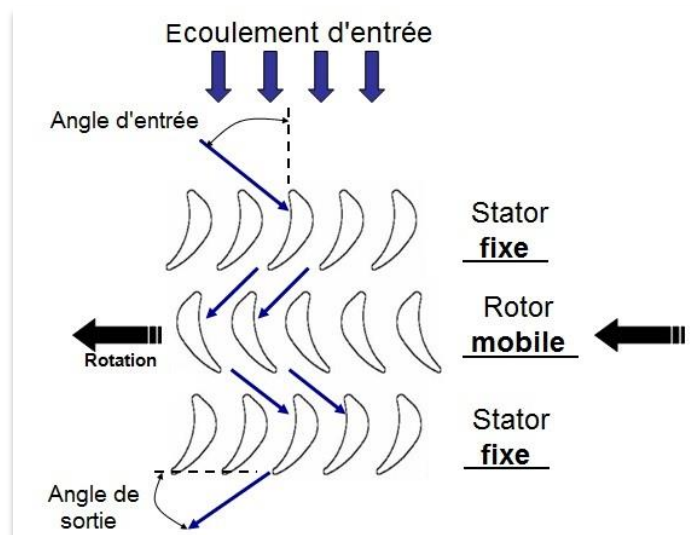 Ecoulement d'entrée
Angle d'entrée
Stator
fixe
Rotor
mobile
Rotation
Stator
fixe
Angle de
sortie